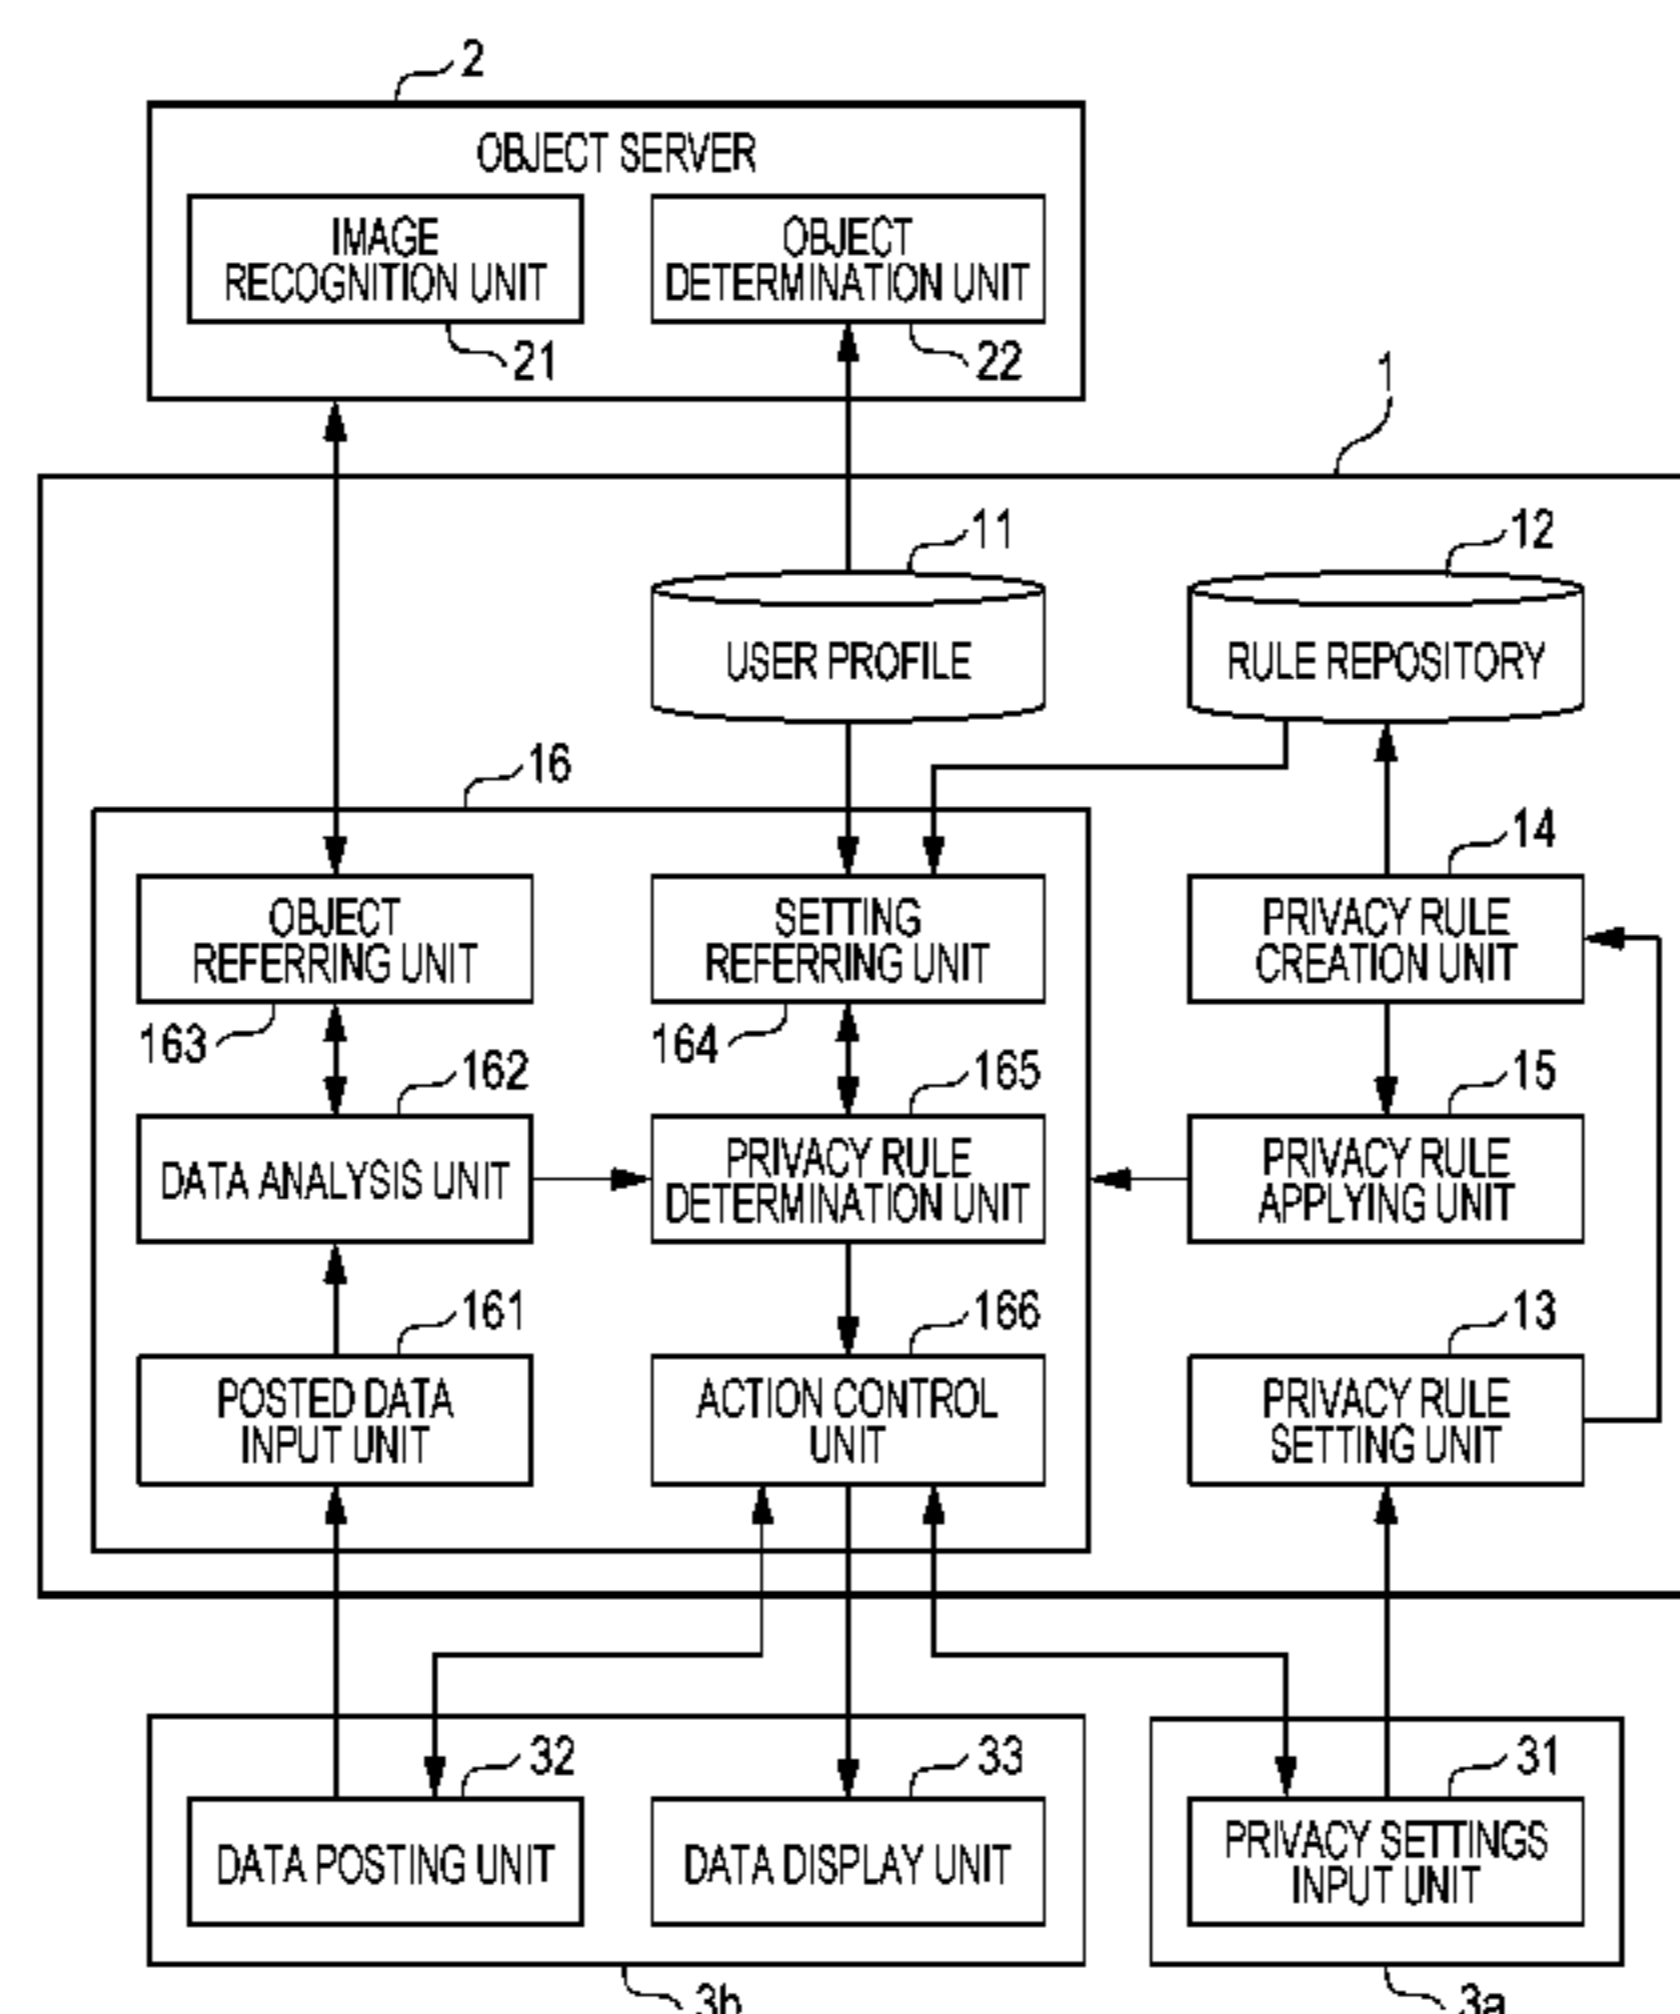 2
OBJECT SERVER
IMAGE
RECOGNITION UNIT
OBJECT
DETERMINATION UNIT
21
22
1
11
12
USER PROFILE
RULE REPOSITORY
16
14
OBJECT
REFERRING UNIT
SETTING
REFERRING UNIT
PRIVACY RULE
CREATION UNIT
163
164
162
165
15
DATA ANALYSIS UNIT
PRIVACY RULE
DETERMINATION UNIT
PRIVACY RULE
APPLYING UNIT
161
166
13
POSTED DATA
INPUT UNIT
ACTION CONTROL
UNIT
PRIVACY RULE
SETTING UNIT
32
33
31
DATA POSTING UNIT
DATA DISPLAY UNIT
PRIVACY SETTINGS
INPUT UNIT
3b
3a